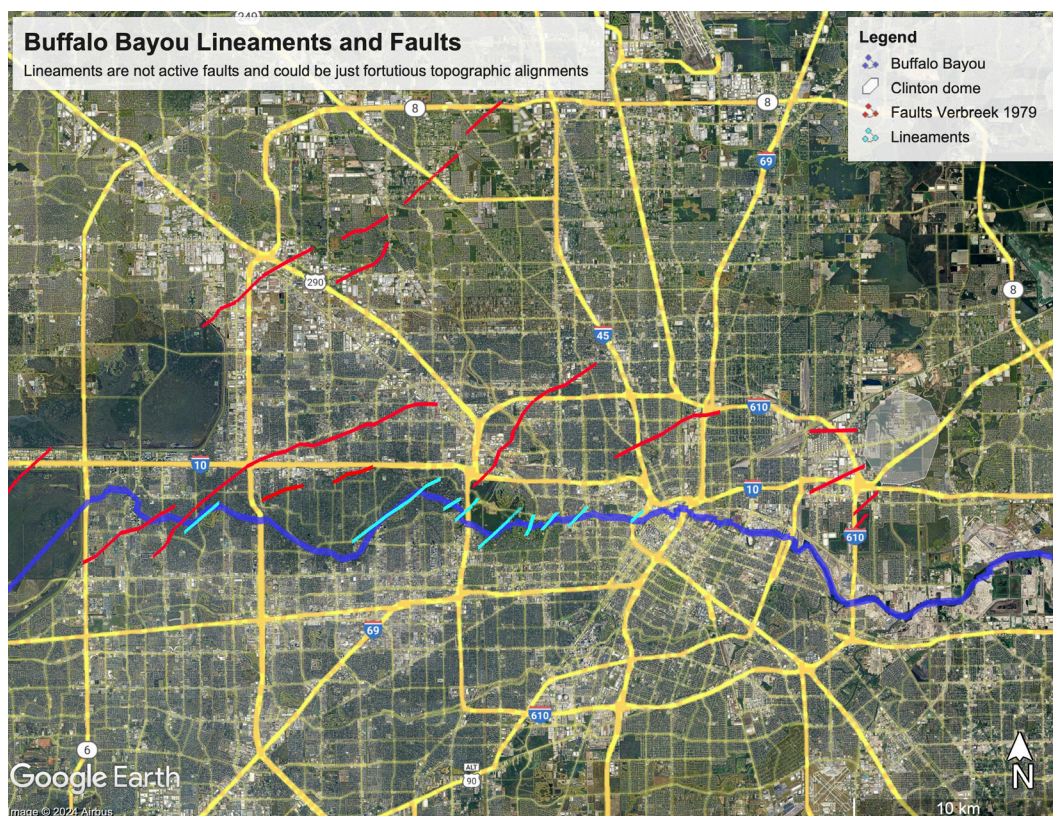 249
Buffalo Bayou Lineaments and Faults
Lineaments are not active faults and could be just fortutious topographic alignments
Legend
Buffalo Bayou
Clinton dome
Faults Verbreek 1979
Lineaments
8
8
69
290
8
45
610
10
10
610
69
610
6
ALT
90
Google Earth
Image © 2024 Airbus
N
10 km